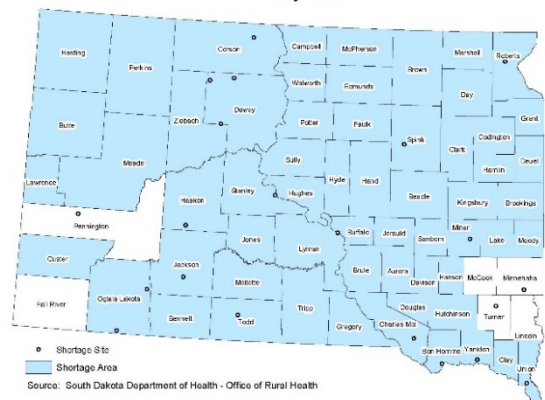 Harding
Perkins
Corson
Campbell
McPherson
Brown
Marshall
Roberts
Walworth
Edmunds
Day
Butte
Ziebach
Dewey
Potter
Faulk
Grant
Codington
Spink
Clark
Deuel
Hamlin
Meade
Sully
Lawrence
Hyde
Hand
Haakon
Stanley
Hughes
Beadle
Kingsbury
Brookings
Pennington
Jones
Lyman
Buffalo
Jerauld
Sanborn
Miner
Lake
Moody
Custer
Jackson
Brule
Aurora
Davison
Hanson
McCook
Minnehaha
Mellette
Fall River
Oglala Lakota
Douglas
Hutchinson
Turner
Bennett
Todd
Tripp
Gregory
Charles Mix
Lincoln
Bon Homme
Yankton
Clay
Union
Shortage Site
Shortage Area
Source: South Dakota Department of Health - Office of Rural Health